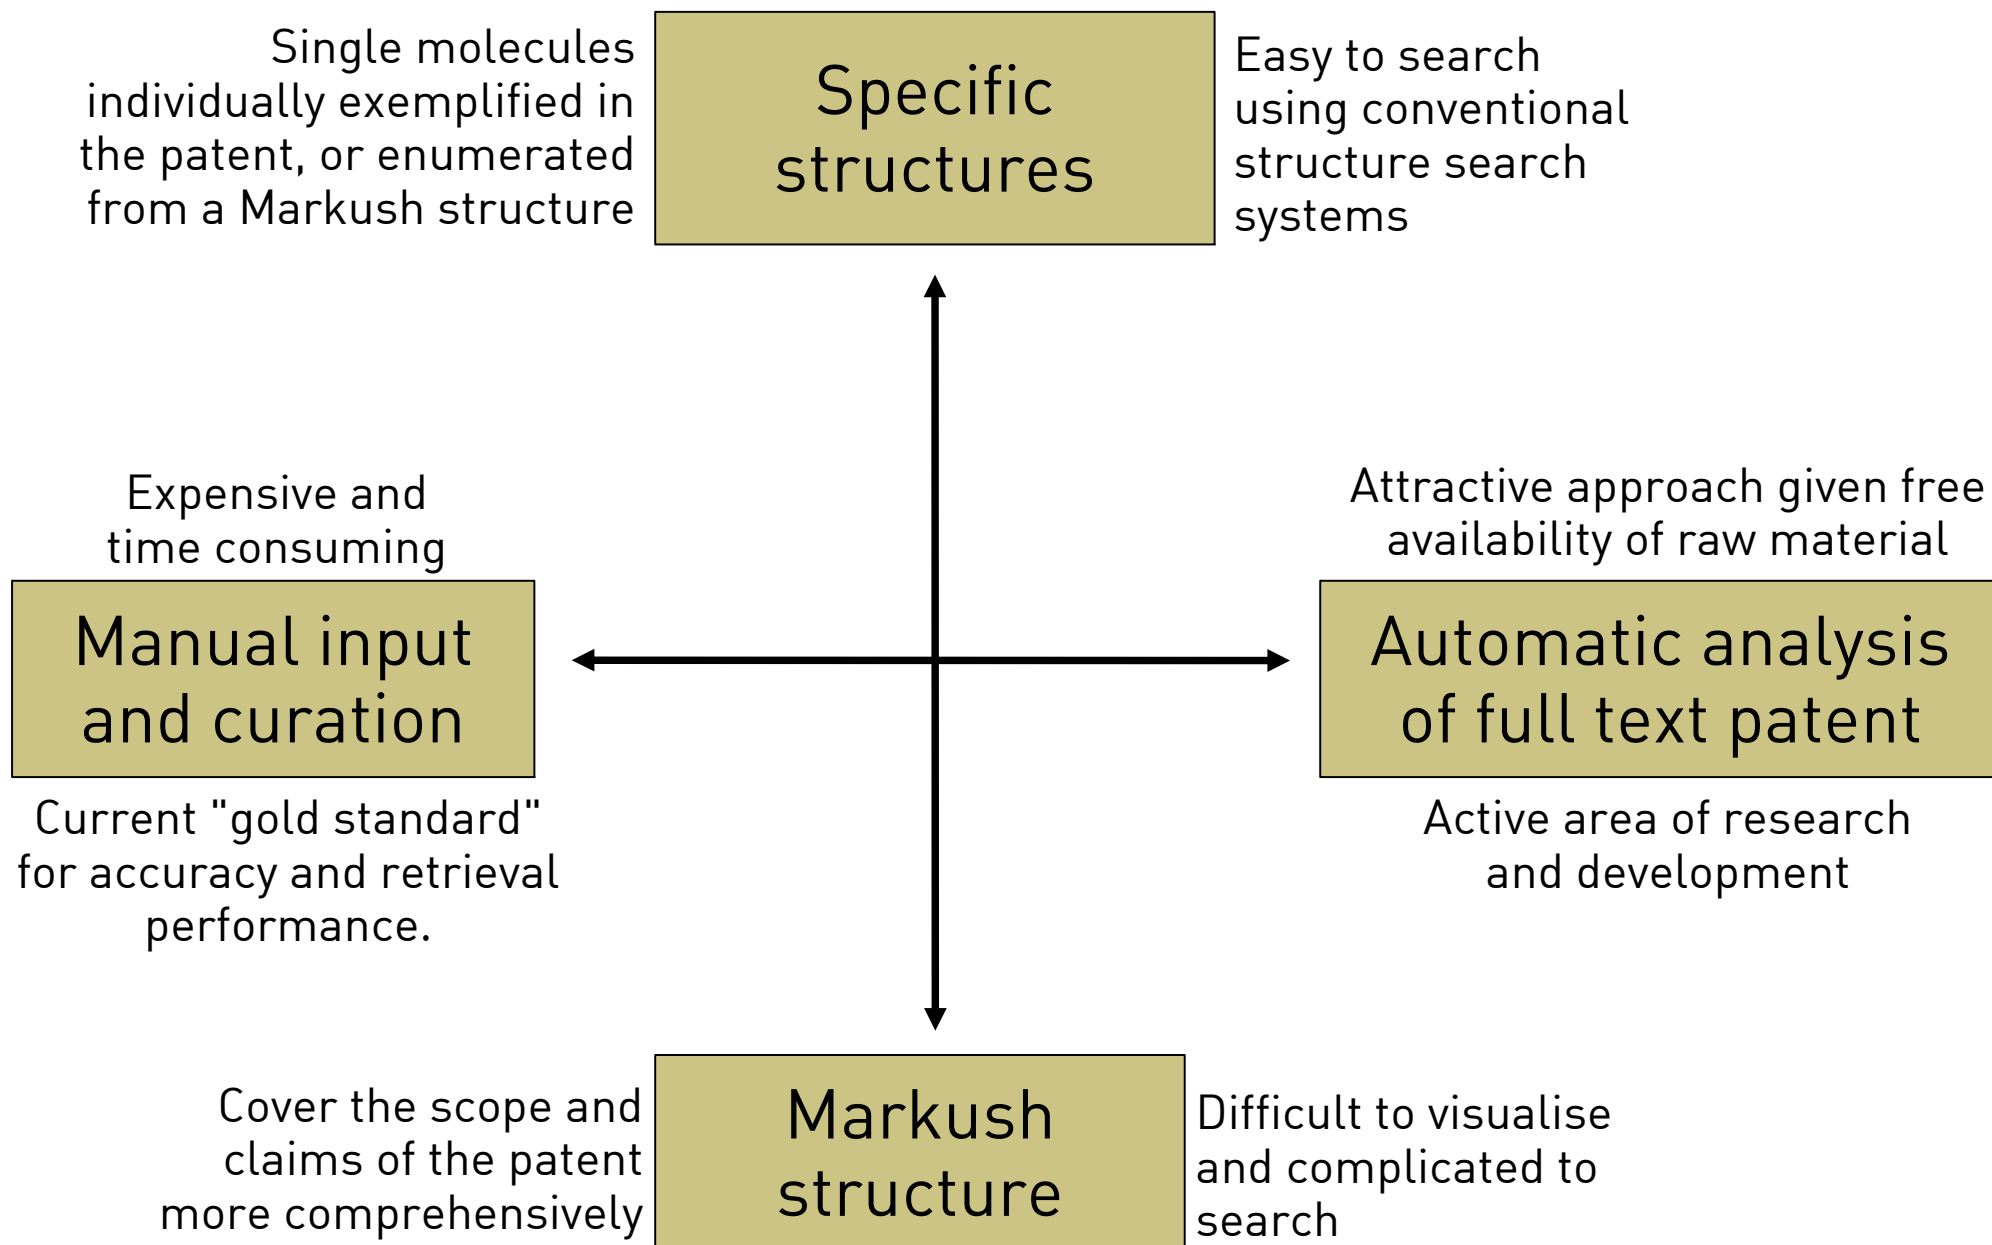 Single molecules
individually exemplified in
the patent, or enumerated
from a Markush structure
Specific
structures
Easy to search
using conventional
structure search
systems
Expensive and
time consuming
Manual input
and curation
Current "gold standard"
for accuracy and retrieval
performance.
Attractive approach given free
availability of raw material
Automatic analysis
of full text patent
Active area of research
and development
Cover the scope and
claims of the patent
more comprehensively
Markush
structure
Difficult to visualise
and complicated to
search